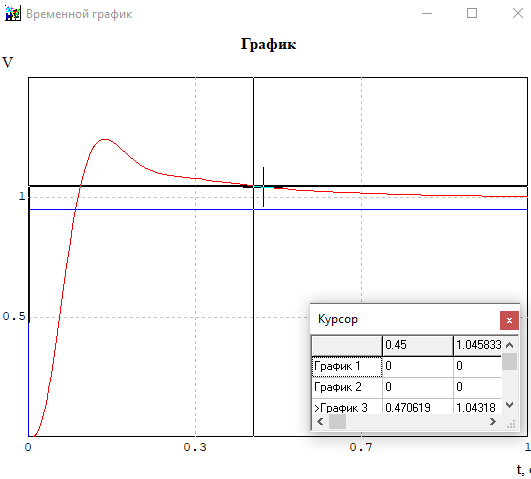 Временной график
График
V
1
0.5
0
0.3
0.7
1
t,
Курсор
0.45 1.045833
График 1 0 0
График 2 0 0
>График 3 0.470619 1.04318